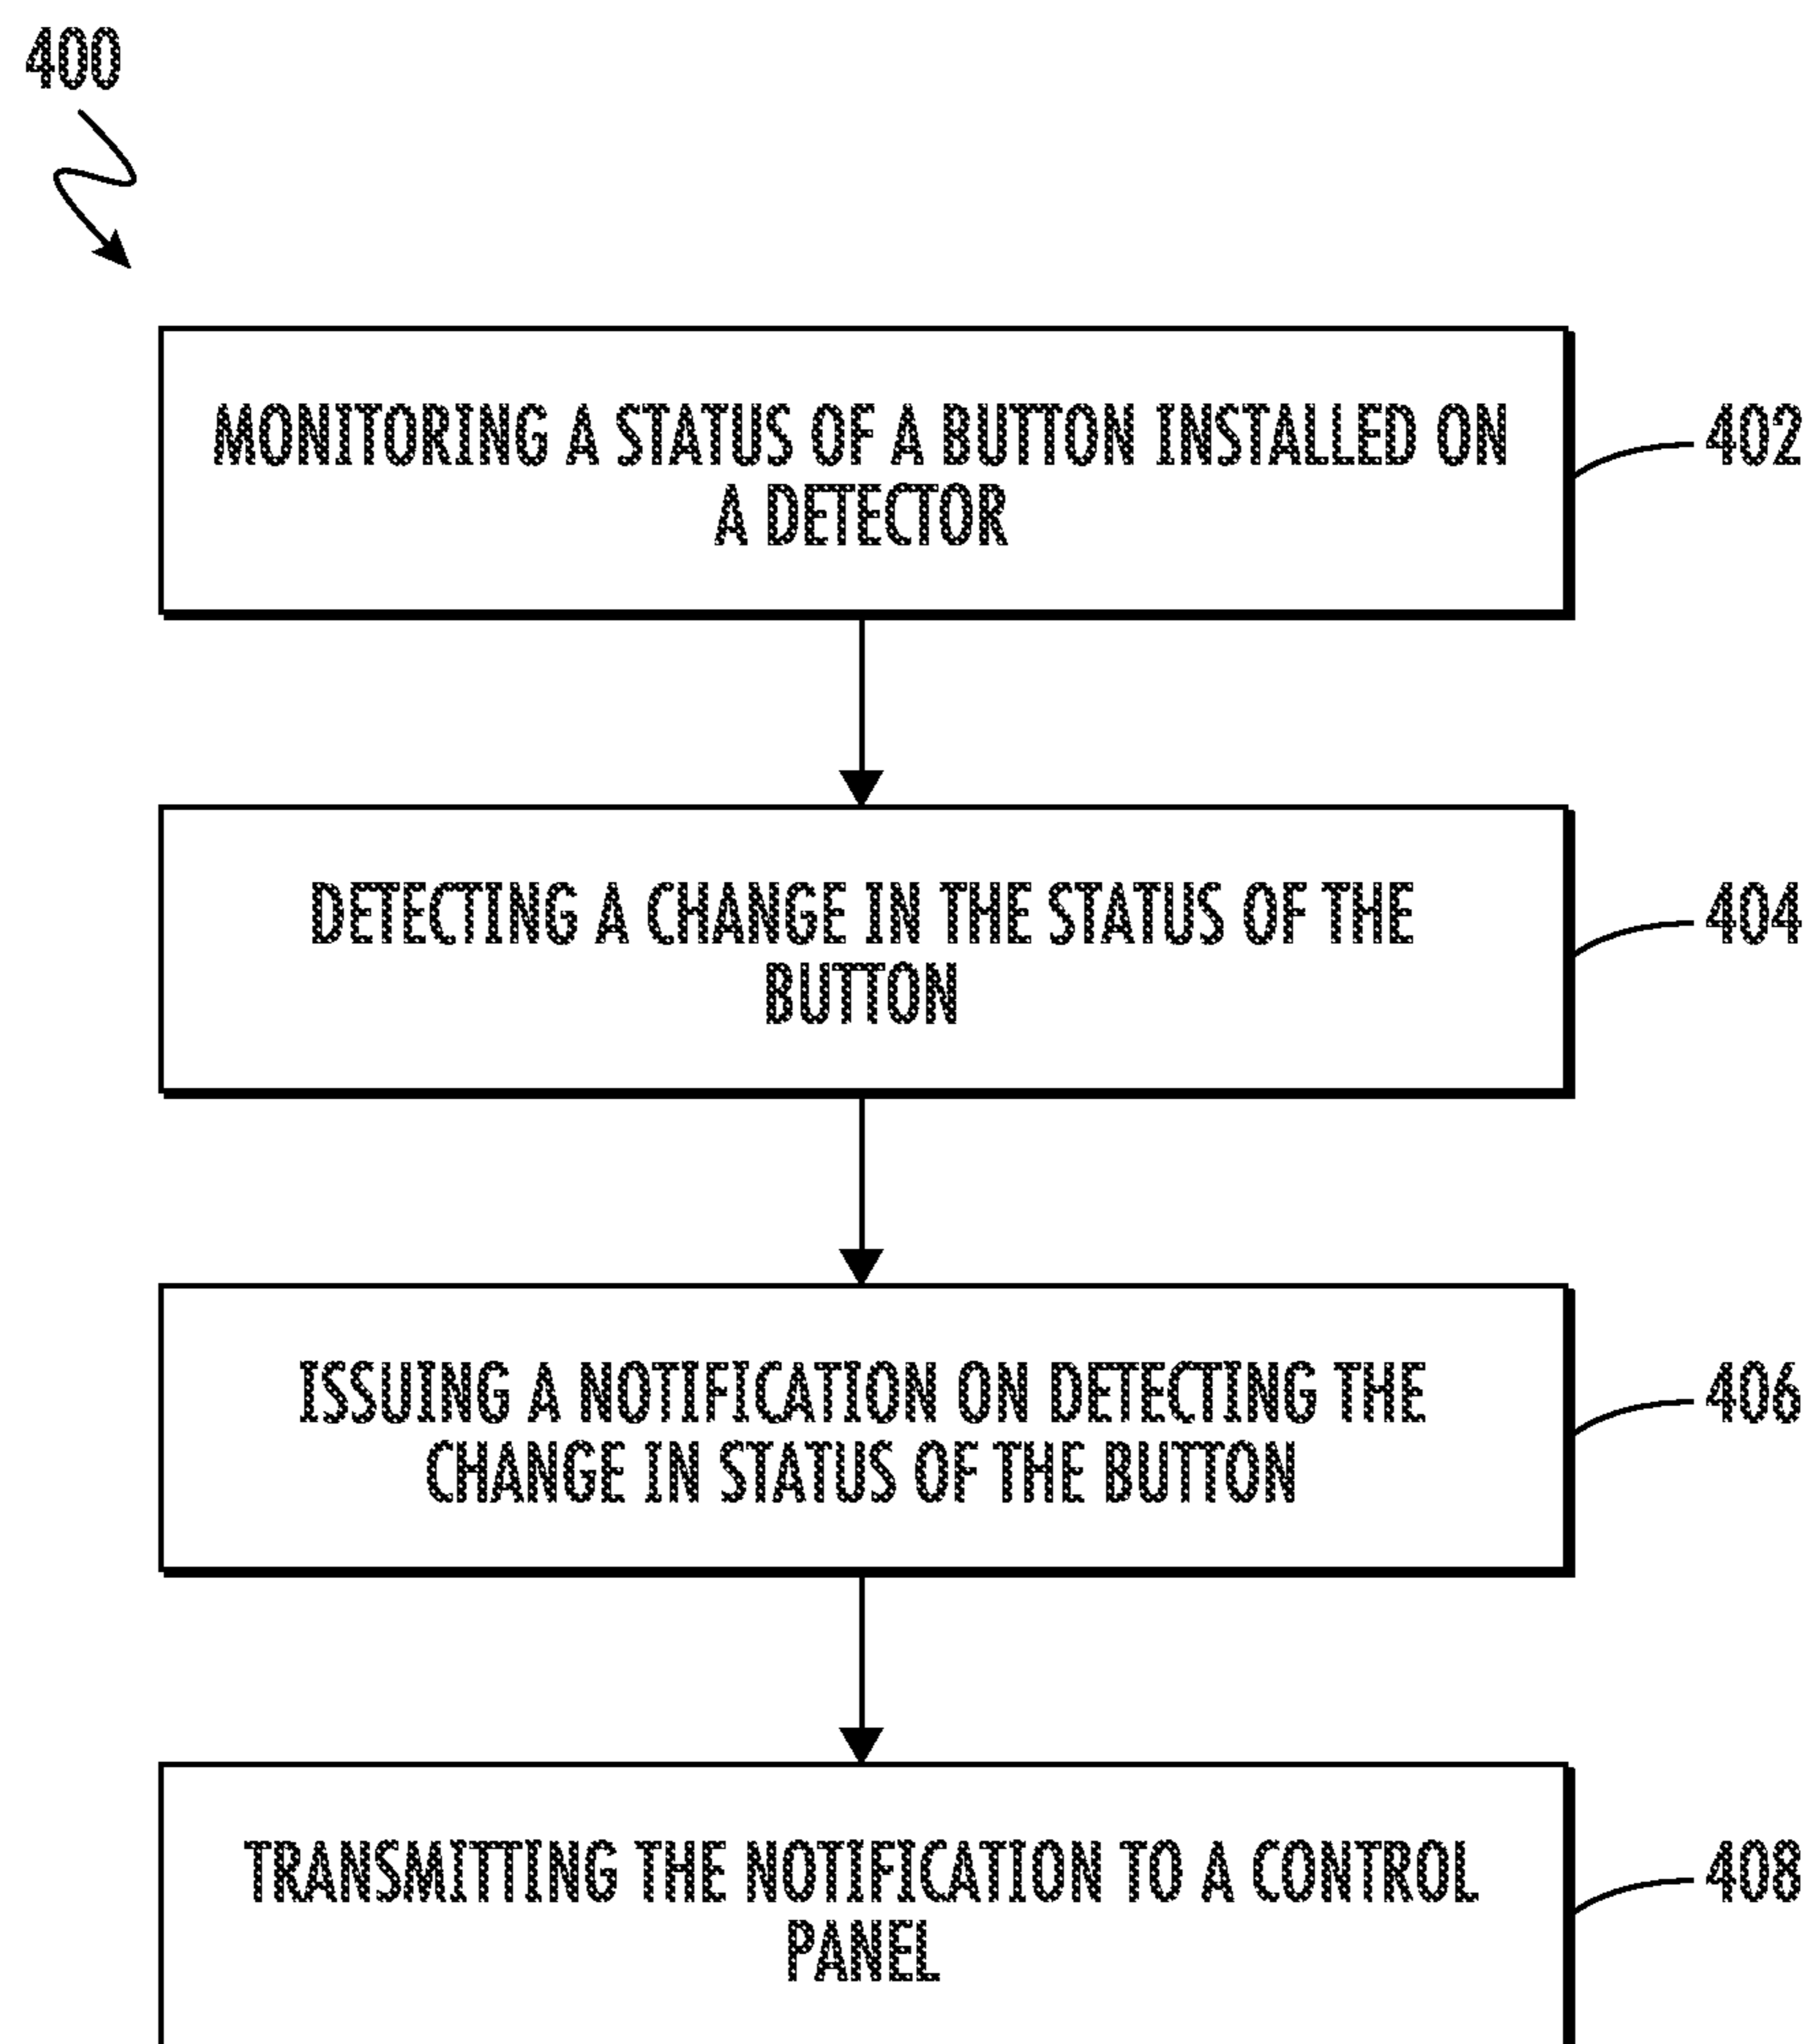 400
MONITORING A STATUS OF A BUTTON INSTALLED ON
A DETECTOR
402
DETECTING A CHANGE IN THE STATUS OF THE
BUTTON
404
ISSUING A NOTIFICATION ON DETECTING THE
CHANGE IN STATUS OF THE BUTTON
406
TRANSMITTING THE NOTIFICATION TO A CONTROL
PANEL
408